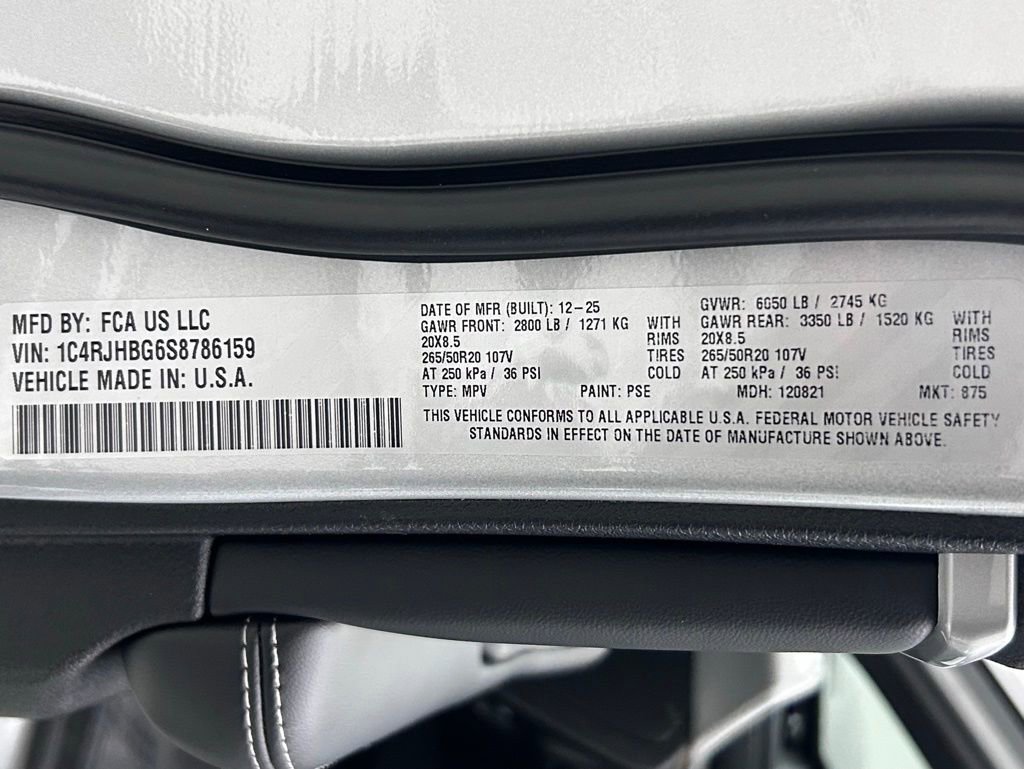 MFD BY: FCA US LLC
VIN: 1C4RJHBG6S8786159
VEHICLE MADE IN: U.S.A.
DATE OF MFR (BUILT): 12-25
GAWR FRONT: 2800 LB / 1271 KG WITH
20X8.5 RIMS
265/50R20 107V TIRES
AT 250 kPa / 36 PSI COLD
TYPE: MPV PAINT: PSE
GVWR: 6050 LB / 2745 KG
GAWR REAR: 3350 LB / 1520 KG WITH
20X8.5 RIMS
265/50R20 107V TIRES
AT 250 kPa / 36 PSI COLD
MDH: 120821 MKT: 875
THIS VEHICLE CONFORMS TO ALL APPLICABLE U.S.A. FEDERAL MOTOR VEHICLE SAFETY
STANDARDS IN EFFECT ON THE DATE OF MANUFACTURE SHOWN ABOVE.